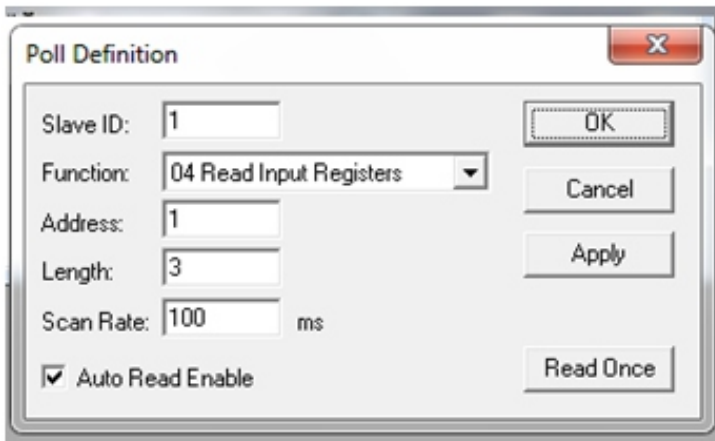 Poll Definition
Slave ID: 1
OK
Function: 04 Read Input Registers
Cancel
Address: 1
Apply
Length: 3
Scan Rate: 100 ms
Auto Read Enable
Read Once